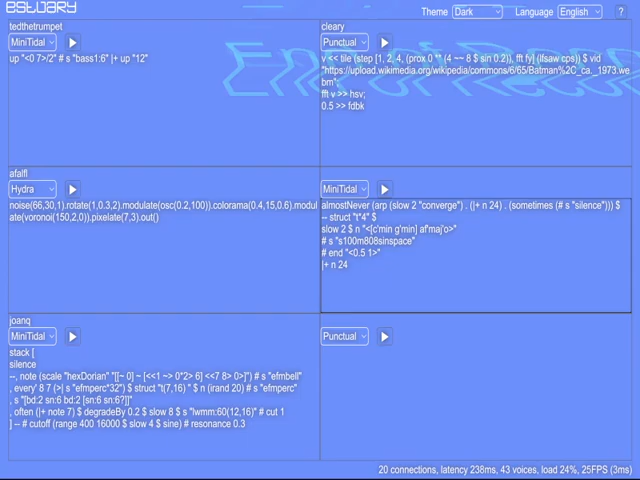 estuary
Theme Dark Language English ?
tedthetrumpet
MiniTidal
up "<0 7>/2" # s "bass1:6" |+ up "12"
cleary
Punctual
v << tile (step [1, 2, 4, (prox 0 ** (4 ~~ 8 $ sin 0.2)), fft fy] (ilfsaw cps)) $ vid
"https://upload.wikimedia.org/wikipedia/commons/6/65/Batman%2C_ca._1973.we
bm";
fft v >> hsv;
0.5 >> fdbk
afalfl
Hydra
noise(66,30,1).rotate(1,0.3,2).modulate(osc(0.2,100)).colorama(0.4,15,0.6).modul
ate(voronoi(150,2,0)).pixelate(7,3).out()
MiniTidal
almostNever (arp (slow 2 "converge") . (|+ n 24) . (sometimes (# s "silence"))) $
-- struct "t*4" $
slow 2 $ n "<[c'min g'min] af'maj'o>"
# s "s100m808sinspace"
# end "<0.5 1>"
|+ n 24
joanq
MiniTidal
stack [
silence
--, note (scale "hexDorian" "[[~ 0] ~ [<<1 ~> 0*2> 6] <<7 8> 0>]") # s "efmbell"
, every' 8 7 (>| s "efmperc*32") $ struct "t(7,16) " $ n (irand 20) # s "efmperc"
, s "[bd:2 sn:6 bd:2 [sn:6 sn:6?]]"
, often (|+ note 7) $ degradeBy 0.2 $ slow 8 $ s "lwmm:60(12,16)" # cut 1
] -- # cutoff (range 400 16000 $ slow 4 $ sine) # resonance 0.3
Punctual
20 connections, latency 238ms, 43 voices, load 24%, 25FPS (3ms)